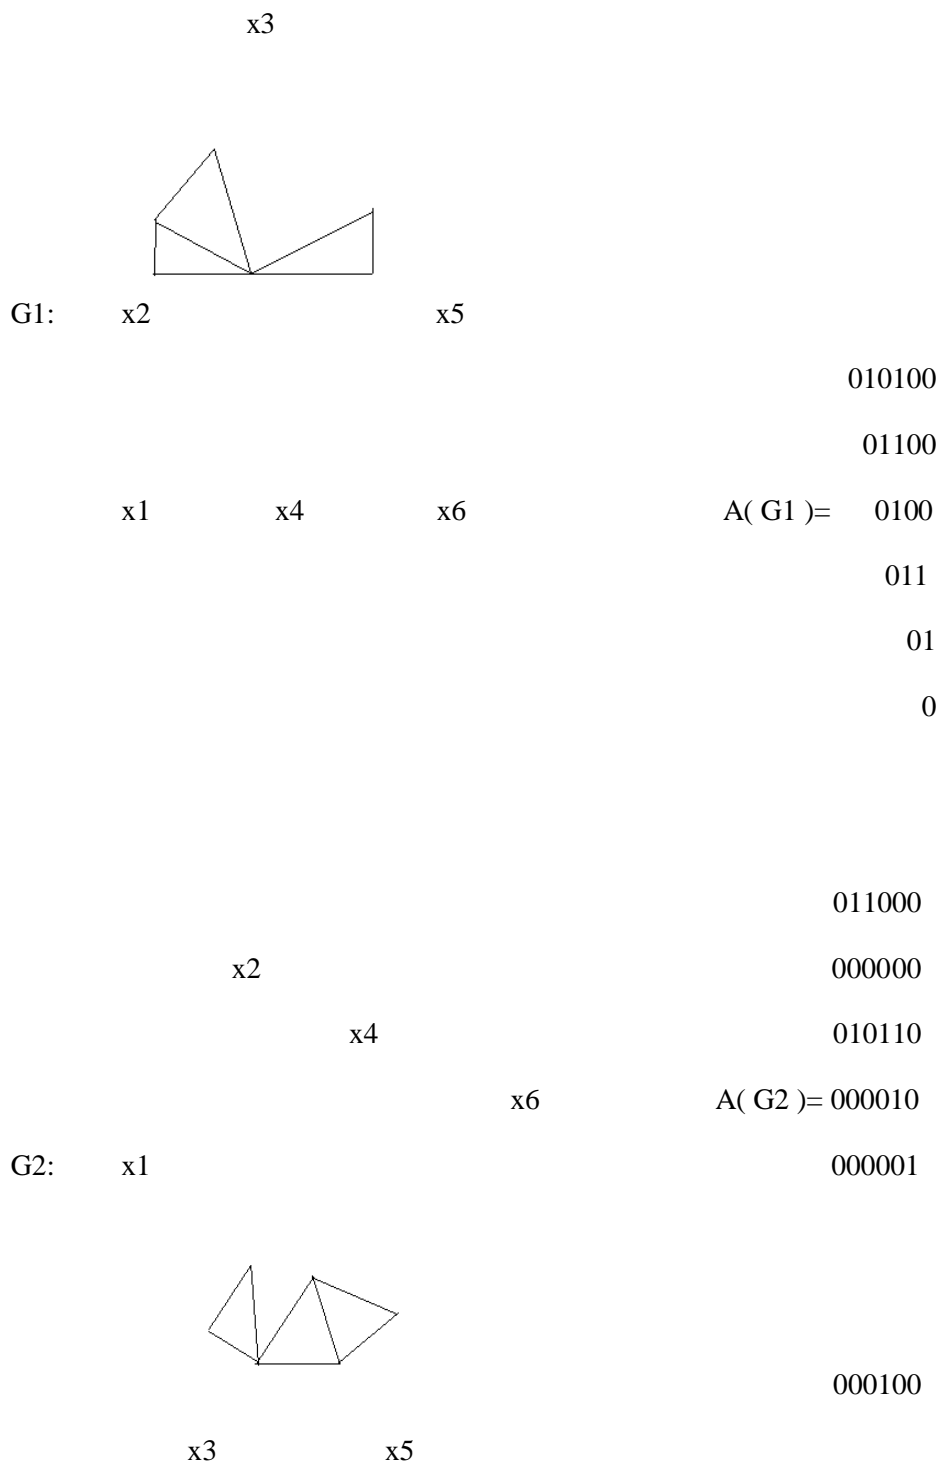 x3
G1: x2 x5
010100
01100
x1 x4 x6 A( G1 )= 0100
011
01
0
011000
x2 000000
x4 010110
x6 A( G2 )= 000010
G2: x1 000001
000100
x3 x5